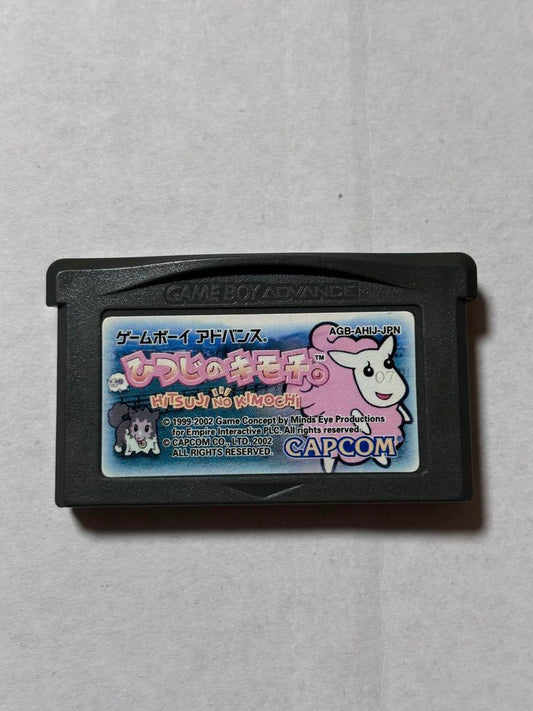 GAME BOY ADVANCE
ゲームボーイ アドバンス.
AGB-AHIJ-JPN
ひつじのキモチ。™
HITSUJI NO KIMOCHI
07
© 1999-2002 Game Concept by Minds Eye Productions
for Empire Interactive PLC. All rights reserved.
© CAPCOM CO., LTD. 2002
ALL RIGHTS RESERVED.
CAPCOM®